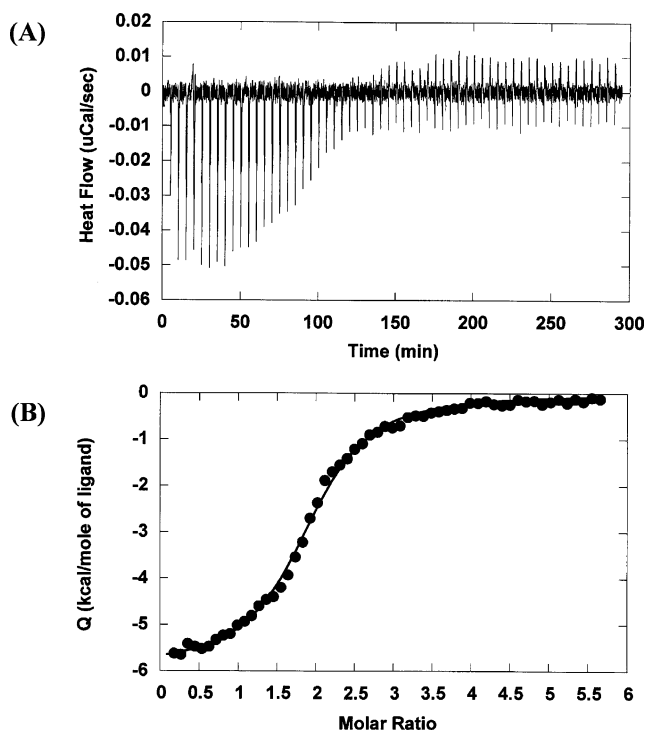 (A)
0.02
0.01
0
-0.01
-0.02
-0.03
-0.04
-0.05
-0.06
Heat Flow (uCal/sec)
0 50 100 150 200 250 300
Time (min)
(B)
0
-1
-2
-3
-4
-5
-6
Q (kcal/mole of ligand)
0 0.5 1 1.5 2 2.5 3 3.5 4 4.5 5 5.5 6
Molar Ratio